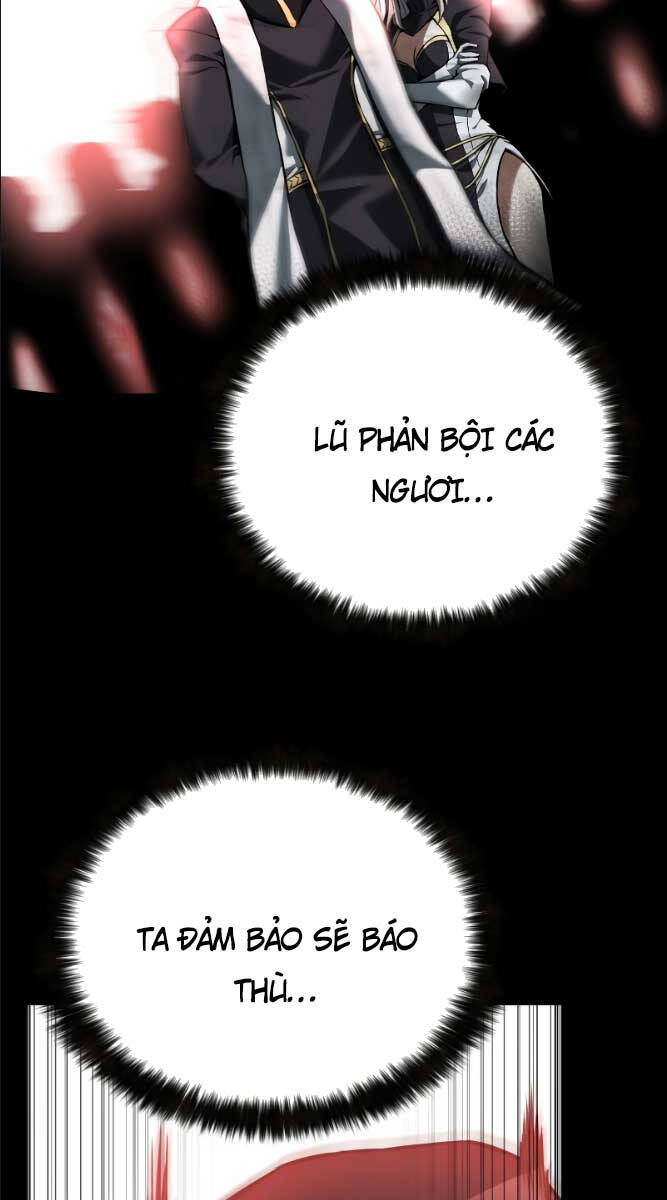 LŨ PHẢN BỘI CÁC
NGƯƠI...
TA ĐẢM BẢO SẼ BÁO
THÙ...